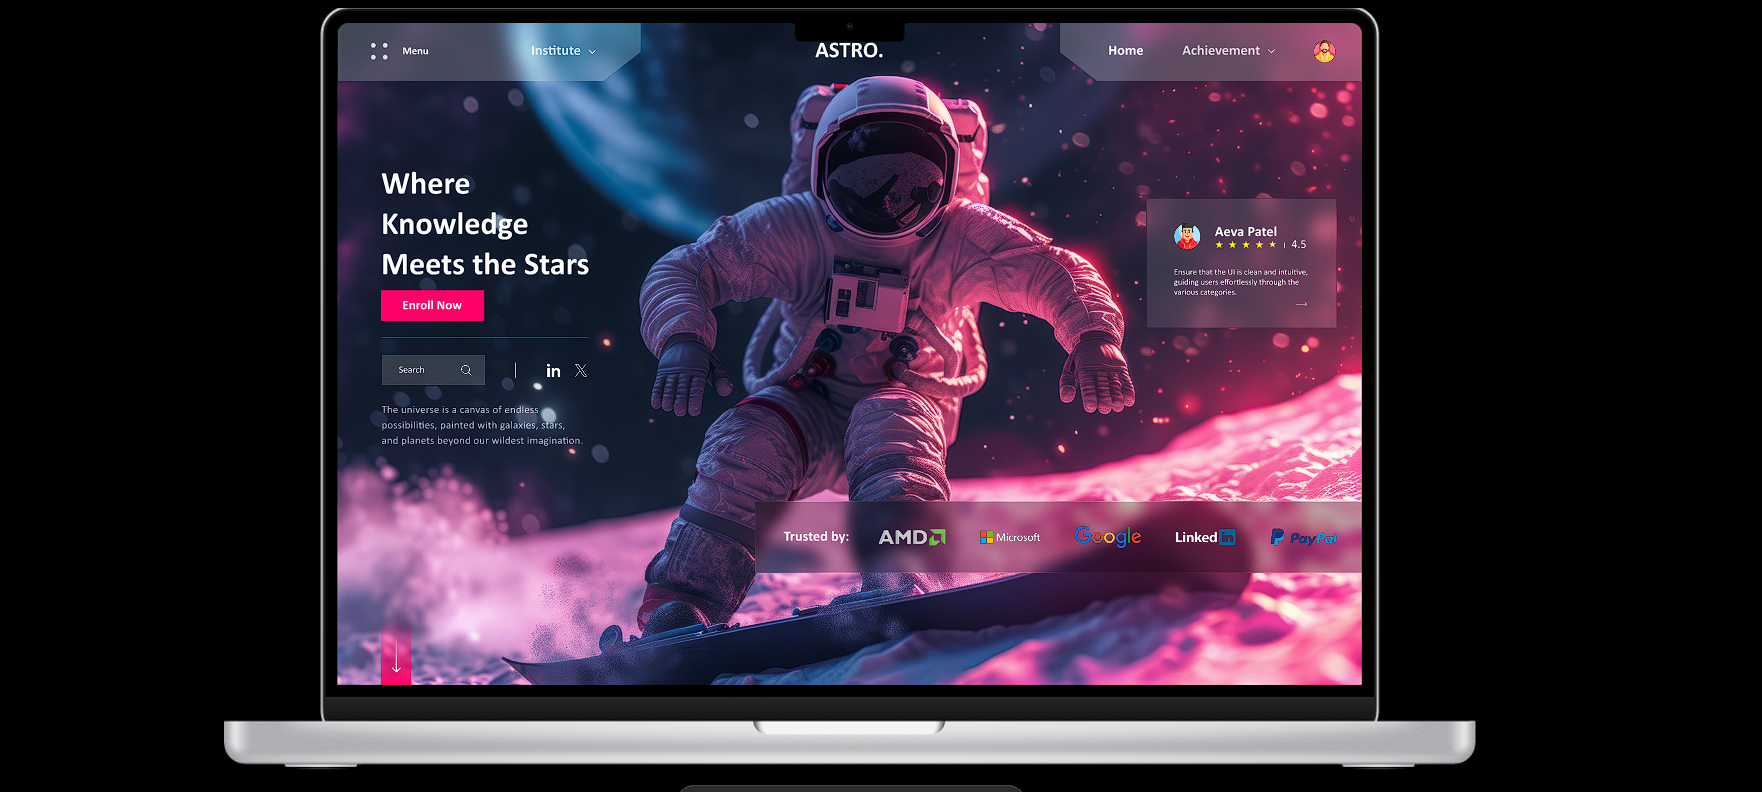 Menu
Institute
ASTRO.
Home
Achievement
Where
Knowledge
Meets the Stars
Enroll Now
Search
in
X
The universe is a canvas of endless
possibilities, painted with galaxies, stars,
and planets beyond our wildest imagination.
Aeva Patel
4.5
Ensure that the UI is clean and intuitive,
guiding users effortlessly through the
various categories.
Trusted by:
AMD
Microsoft
Google
Linked in
PayPal